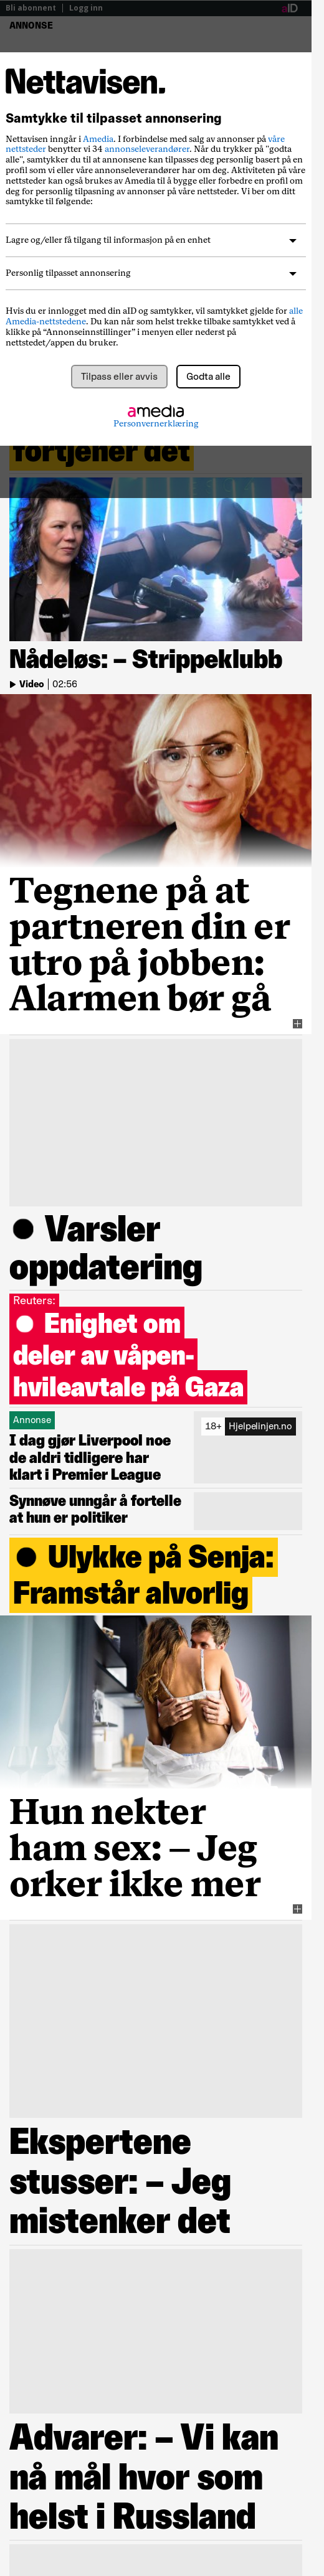 Bli abonnent | Logg inn
aID
ANNONSE
Nettavisen.
Samtykke til tilpasset annonsering
Nettavisen inngår i Amedia. I forbindelse med salg av annonser på våre
nettsteder benytter vi 34 annonseleverandører. Når du trykker på "godta
alle", samtykker du til at annonsene kan tilpasses deg personlig basert på en
profil som vi eller våre annonseleverandører har om deg. Aktiviteten på våre
nettsteder kan også brukes av Amedia til å bygge eller forbedre en profil om
deg for personlig tilpasning av annonser på våre nettsteder. Vi ber om ditt
samtykke til følgende:
Lagre og/eller få tilgang til informasjon på en enhet
Personlig tilpasset annonsering
Hvis du er innlogget med din aID og samtykker, vil samtykket gjelde for alle
Amedia-nettstedene. Du kan når som helst trekke tilbake samtykket ved å
klikke på “Annonseinnstillinger” i menyen eller nederst på
nettstedet/appen du bruker.
Tilpass eller avvis
Godta alle
amedia
Personvernerklæring
fortjener det
Nådeløs: – Strippeklubb
Video | 02:56
Tegnene på at
partneren din er
utro på jobben:
Alarmen bør gå
● Varsler
oppdatering
Reuters:
● Enighet om
deler av våpen-
hvileavtale på Gaza
Annonse
18+ Hjelpelinjen.no
I dag gjør Liverpool noe
de aldri tidligere har
klart i Premier League
Synnøve unngår å fortelle
at hun er politiker
● Ulykke på Senja:
Framstår alvorlig
Hun nekter
ham sex: – Jeg
orker ikke mer
Ekspertene
stusser: – Jeg
mistenker det
Advarer: – Vi kan
nå mål hvor som
helst i Russland